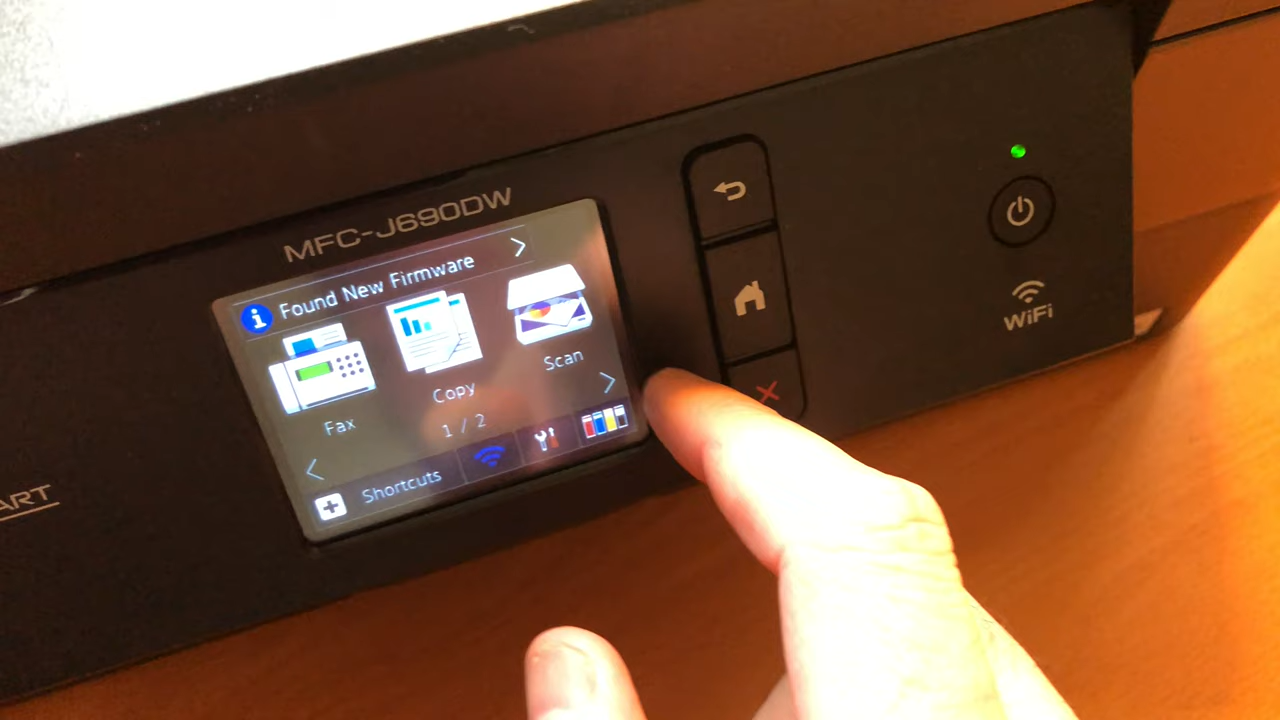 MFC-J690DW
Found New Firmware
Fax
Copy
Scan
1 / 2
Shortcuts
WiFi
ART